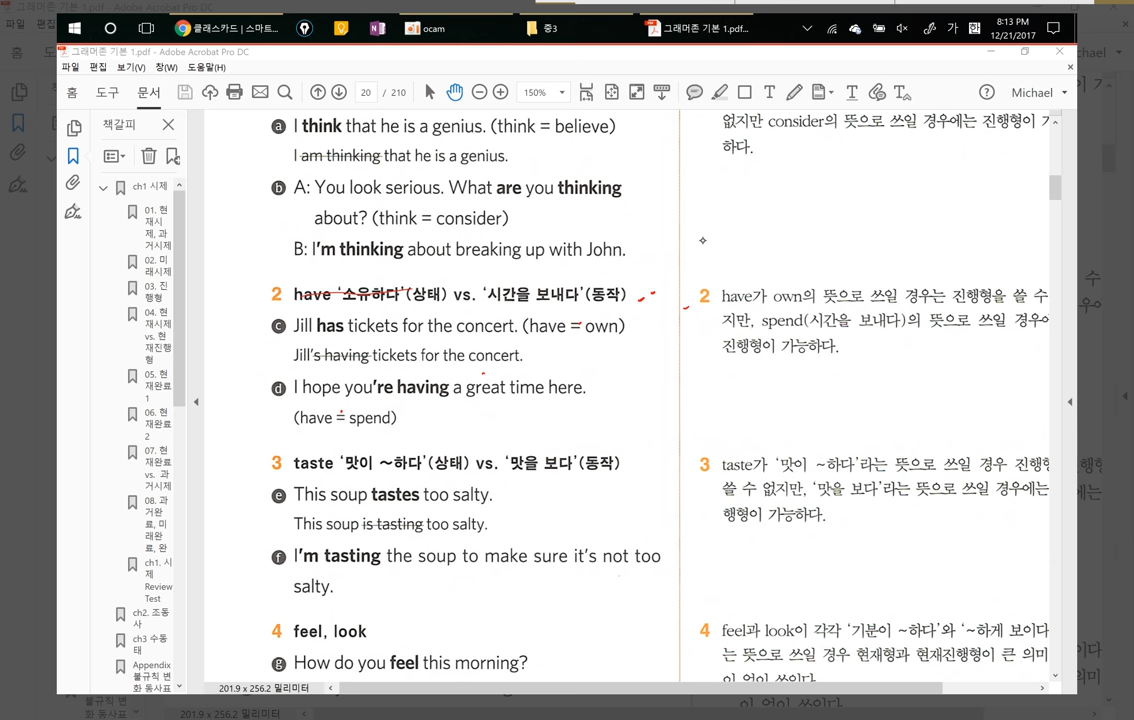 클래스카드 | 스마트...
ocam
중3
그래머존 기본 1.pdf...
가
한
8:13 PM
12/21/2017
그래머존 기본 1.pdf - Adobe Acrobat Pro DC
파일 편집 보기(V) 창(W) 도움말(H)
홈 도구 문서
20 / 210
150%
Michael
책갈피
ch1 시제
01. 현
재시
제, 과
거시제
02. 미
래시제
03. 진
행형
04. 현
재시제
vs. 현
재진행
형
05. 현
재완료
1
06. 현
재완료
2
07. 현
재완료
vs. 과
거시제
08. 과
거완
료, 미
래완
료, 완
ch1. 시
제
Review
Test
ch2. 조동
사
ch3 수동
태
Appendix
불규칙 변
화 동사표
ⓐ I think that he is a genius. (think = believe)
I am thinking that he is a genius.
ⓑ A: You look serious. What are you thinking
about? (think = consider)
B: I'm thinking about breaking up with John.
2 have ‘소유하다’(상태) vs. ‘시간을 보내다’(동작)
ⓒ Jill has tickets for the concert. (have = own)
Jill's having tickets for the concert.
ⓓ I hope you're having a great time here.
(have = spend)
3 taste ‘맛이 ~하다’(상태) vs. ‘맛을 보다’(동작)
ⓔ This soup tastes too salty.
This soup is tasting too salty.
ⓕ I'm tasting the soup to make sure it's not too
salty.
4 feel, look
ⓖ How do you feel this morning?
없지만 consider의 뜻으로 쓰일 경우에는 진행형이 가
하다.
2 have가 own의 뜻으로 쓰일 경우는 진행형을 쓸 수
지만, spend(시간을 보내다)의 뜻으로 쓰일 경우에
진행형이 가능하다.
3 taste가 ‘맛이 ~하다’라는 뜻으로 쓰일 경우 진행형
쓸 수 없지만, ‘맛을 보다’라는 뜻으로 쓰일 경우에는
행형이 가능하다.
4 feel과 look이 각각 ‘기분이 ~하다’와 ‘~하게 보이다
는 뜻으로 쓰일 경우 현재형과 현재진행형이 큰 의미
이 없이 쓰인다.
201.9 x 256.2 밀리미터